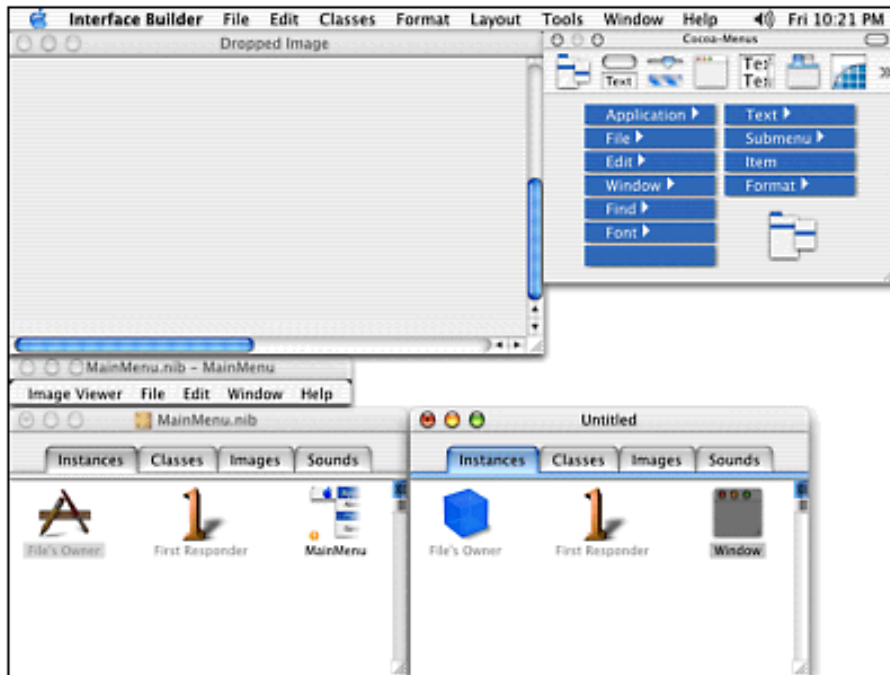 Interface Builder File Edit Classes Format Layout Tools Window Help Fri 10:21 PM
Dropped Image
Cocoa-Menus
Text
Application
Text
File
Submenu
Edit
Item
Window
Format
Find
Font
MainMenu.nib – MainMenu
Image Viewer File Edit Window Help
MainMenu.nib
Instances Classes Images Sounds
File's Owner First Responder MainMenu
Untitled
Instances Classes Images Sounds
File's Owner First Responder Window